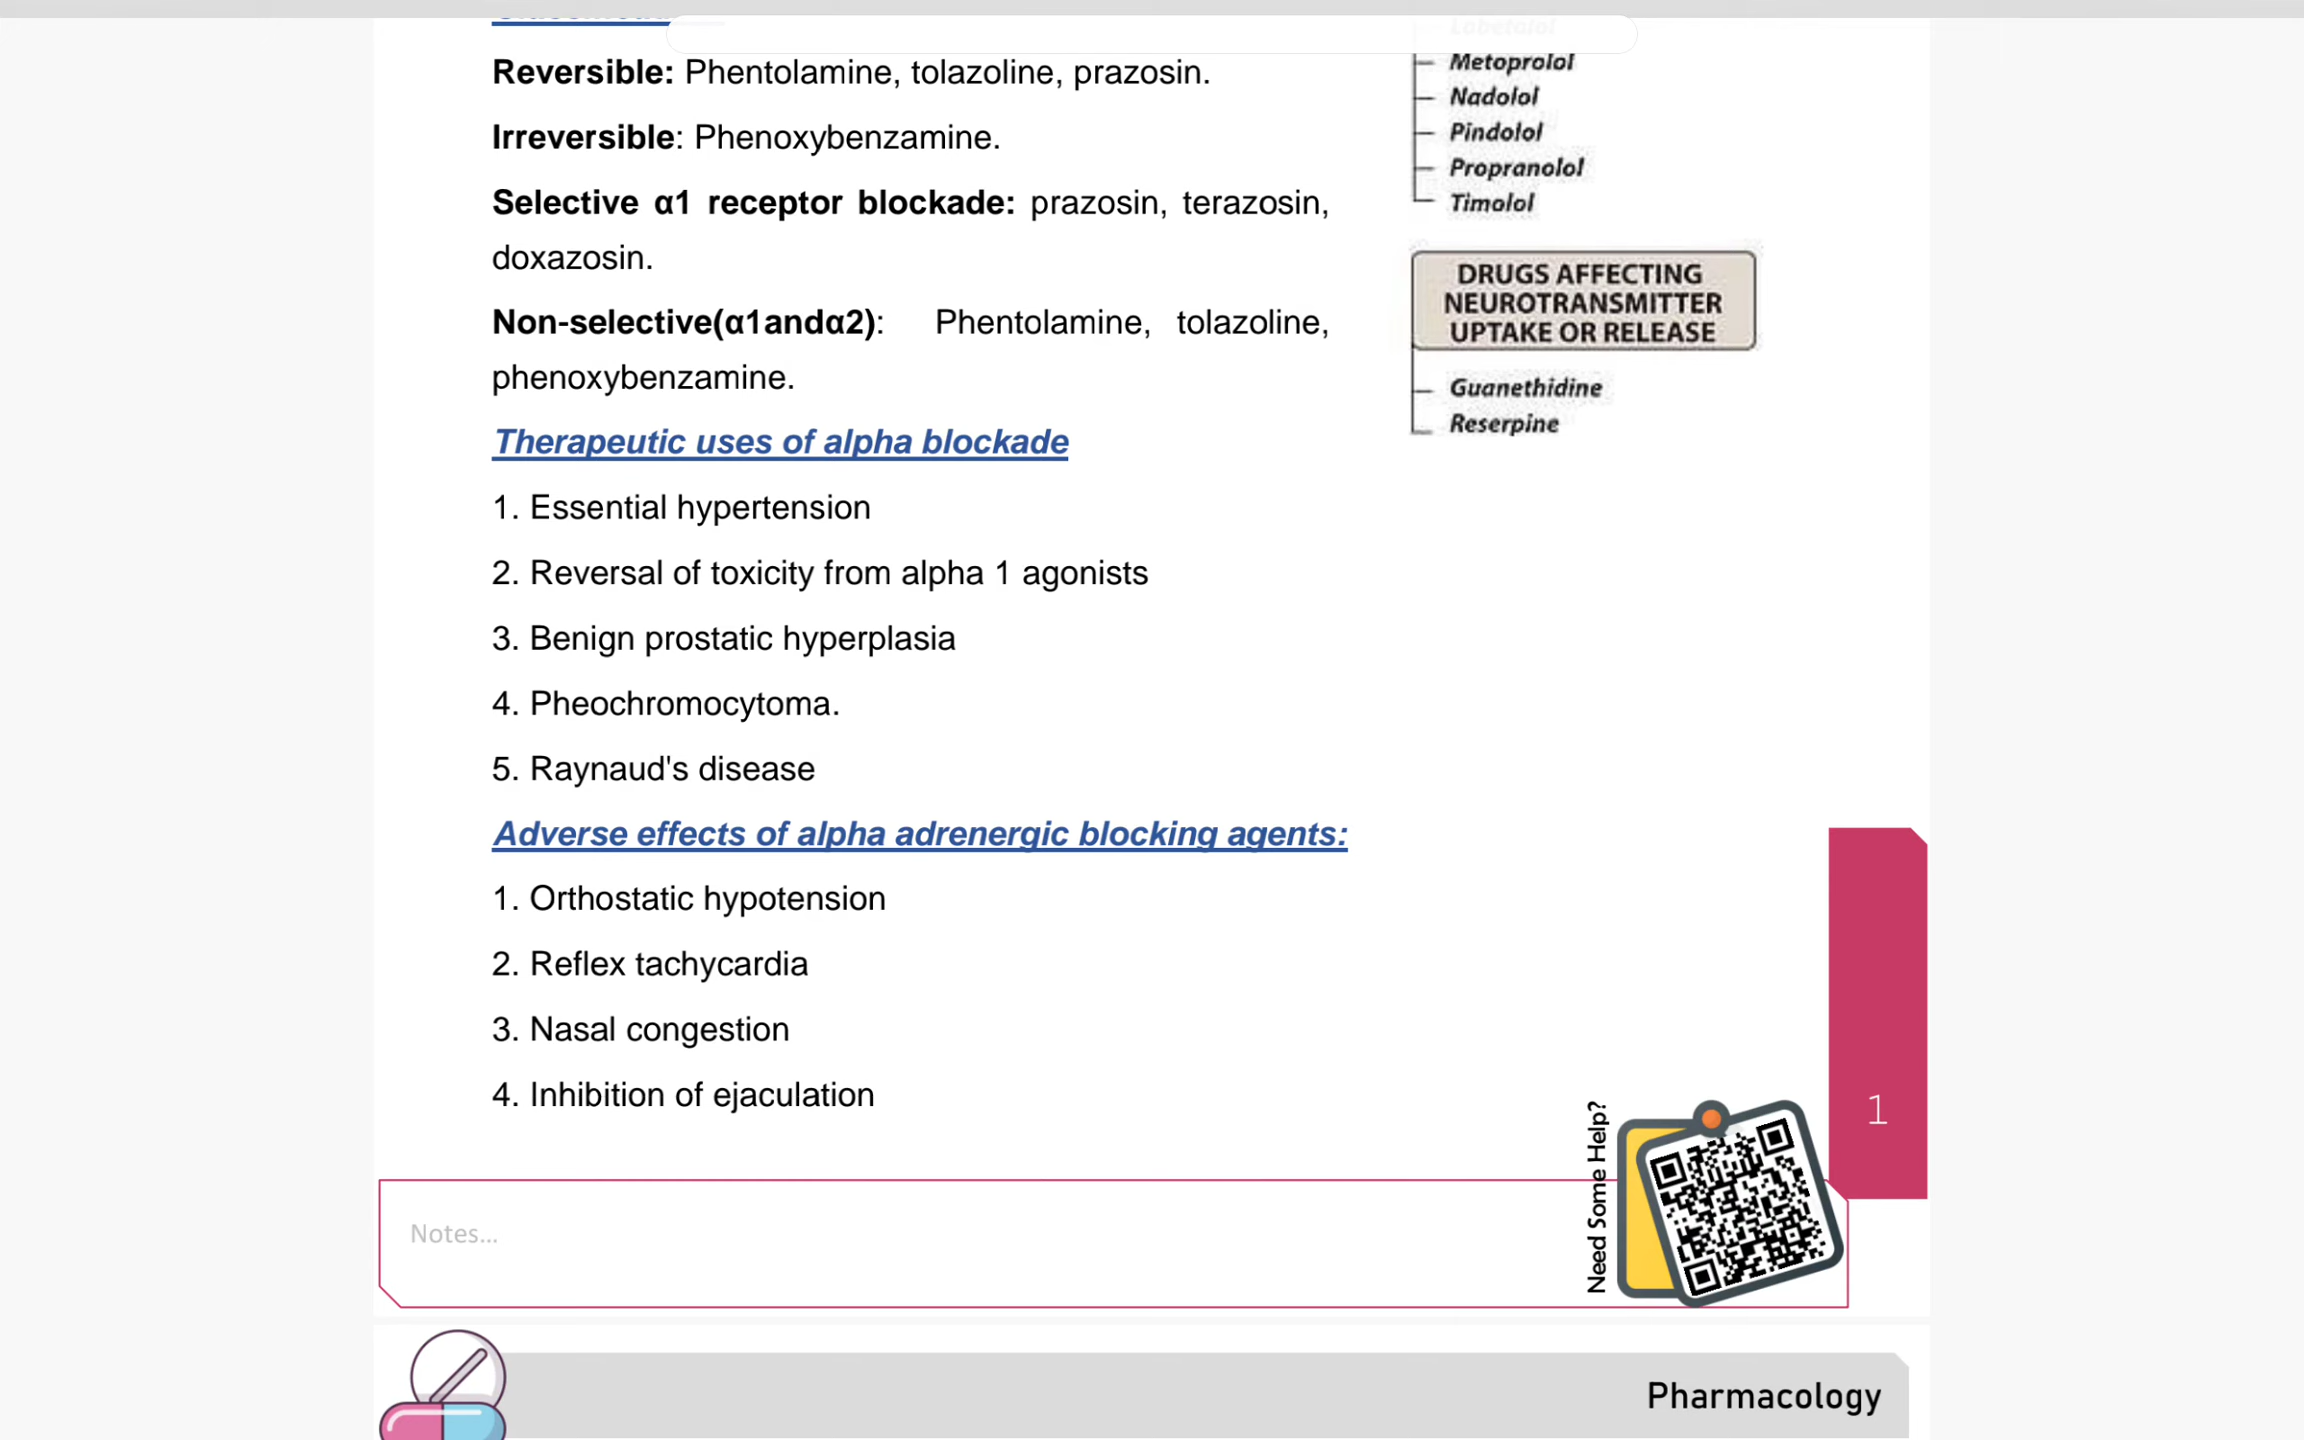 Reversible: Phentolamine, tolazoline, prazosin.
Irreversible: Phenoxybenzamine.
Selective α1 receptor blockade: prazosin, terazosin,
doxazosin.
Non-selective(α1andα2): Phentolamine, tolazoline,
phenoxybenzamine.
Therapeutic uses of alpha blockade
1. Essential hypertension
2. Reversal of toxicity from alpha 1 agonists
3. Benign prostatic hyperplasia
4. Pheochromocytoma.
5. Raynaud's disease
Adverse effects of alpha adrenergic blocking agents:
1. Orthostatic hypotension
2. Reflex tachycardia
3. Nasal congestion
4. Inhibition of ejaculation
Labetalol
Metoprolol
Nadolol
Pindolol
Propranolol
Timolol
DRUGS AFFECTING
NEUROTRANSMITTER
UPTAKE OR RELEASE
Guanethidine
Reserpine
1
Need Some Help?
Notes...
Pharmacology